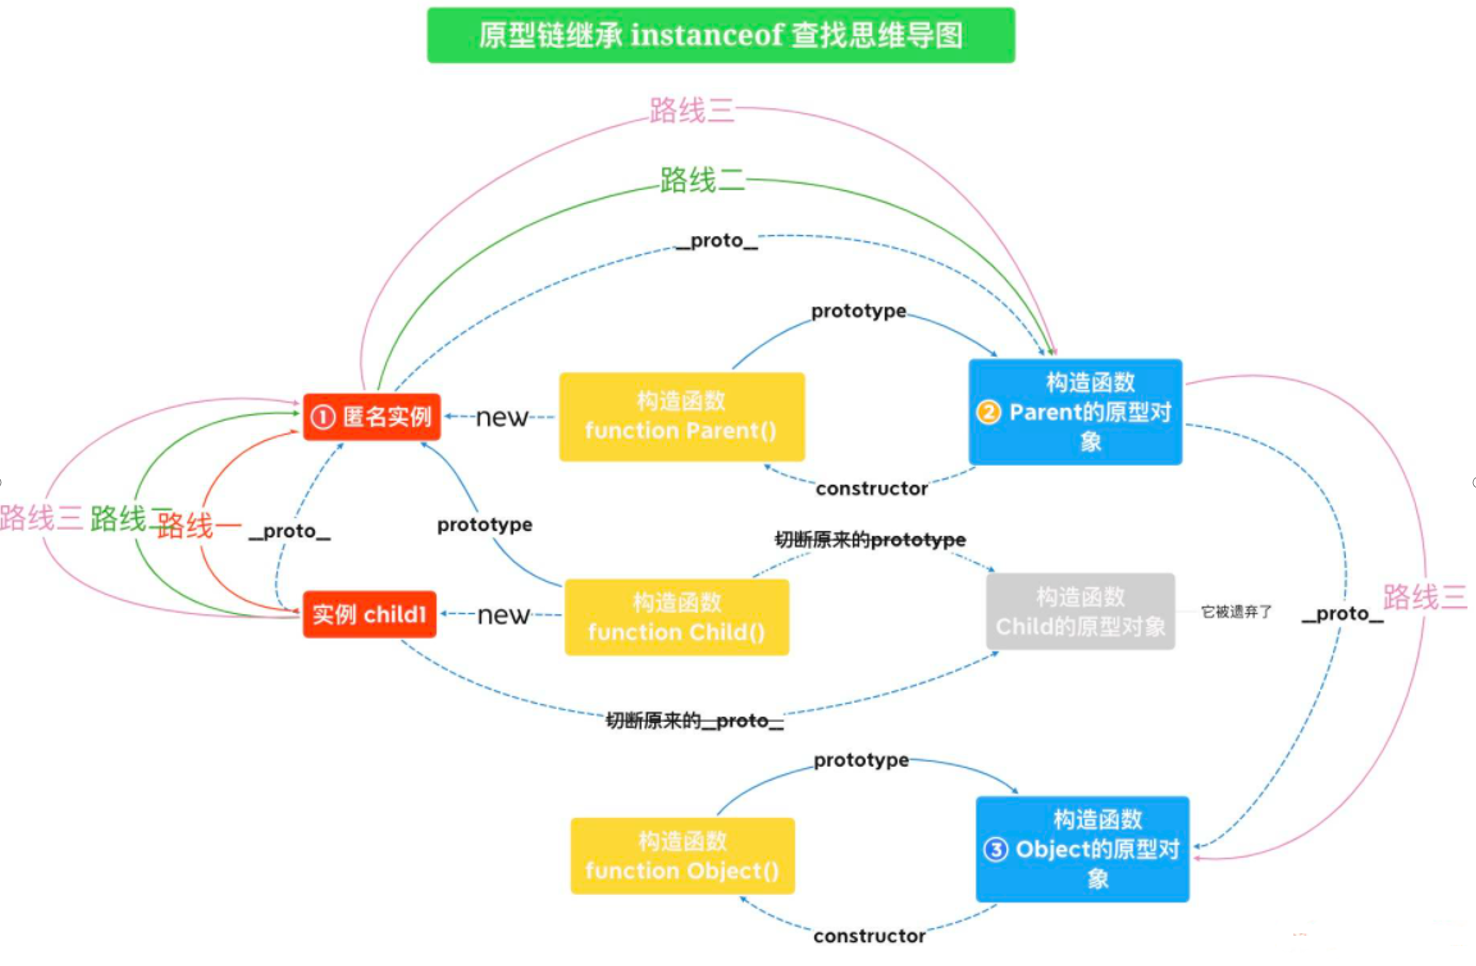 原型链继承 instanceof 查找思维导图
路线三
路线二
__proto__
prototype
① 匿名实例
new
构造函数
function Parent()
构造函数
② Parent的原型对
象
constructor
路线三
路线二
路线一
__proto__
prototype
切断原来的prototype
实例 child1
new
构造函数
function Child()
构造函数
Child的原型对象
它被遗弃了
__proto__
路线三
切断原来的__proto__
prototype
构造函数
function Object()
构造函数
③ Object的原型对
象
constructor